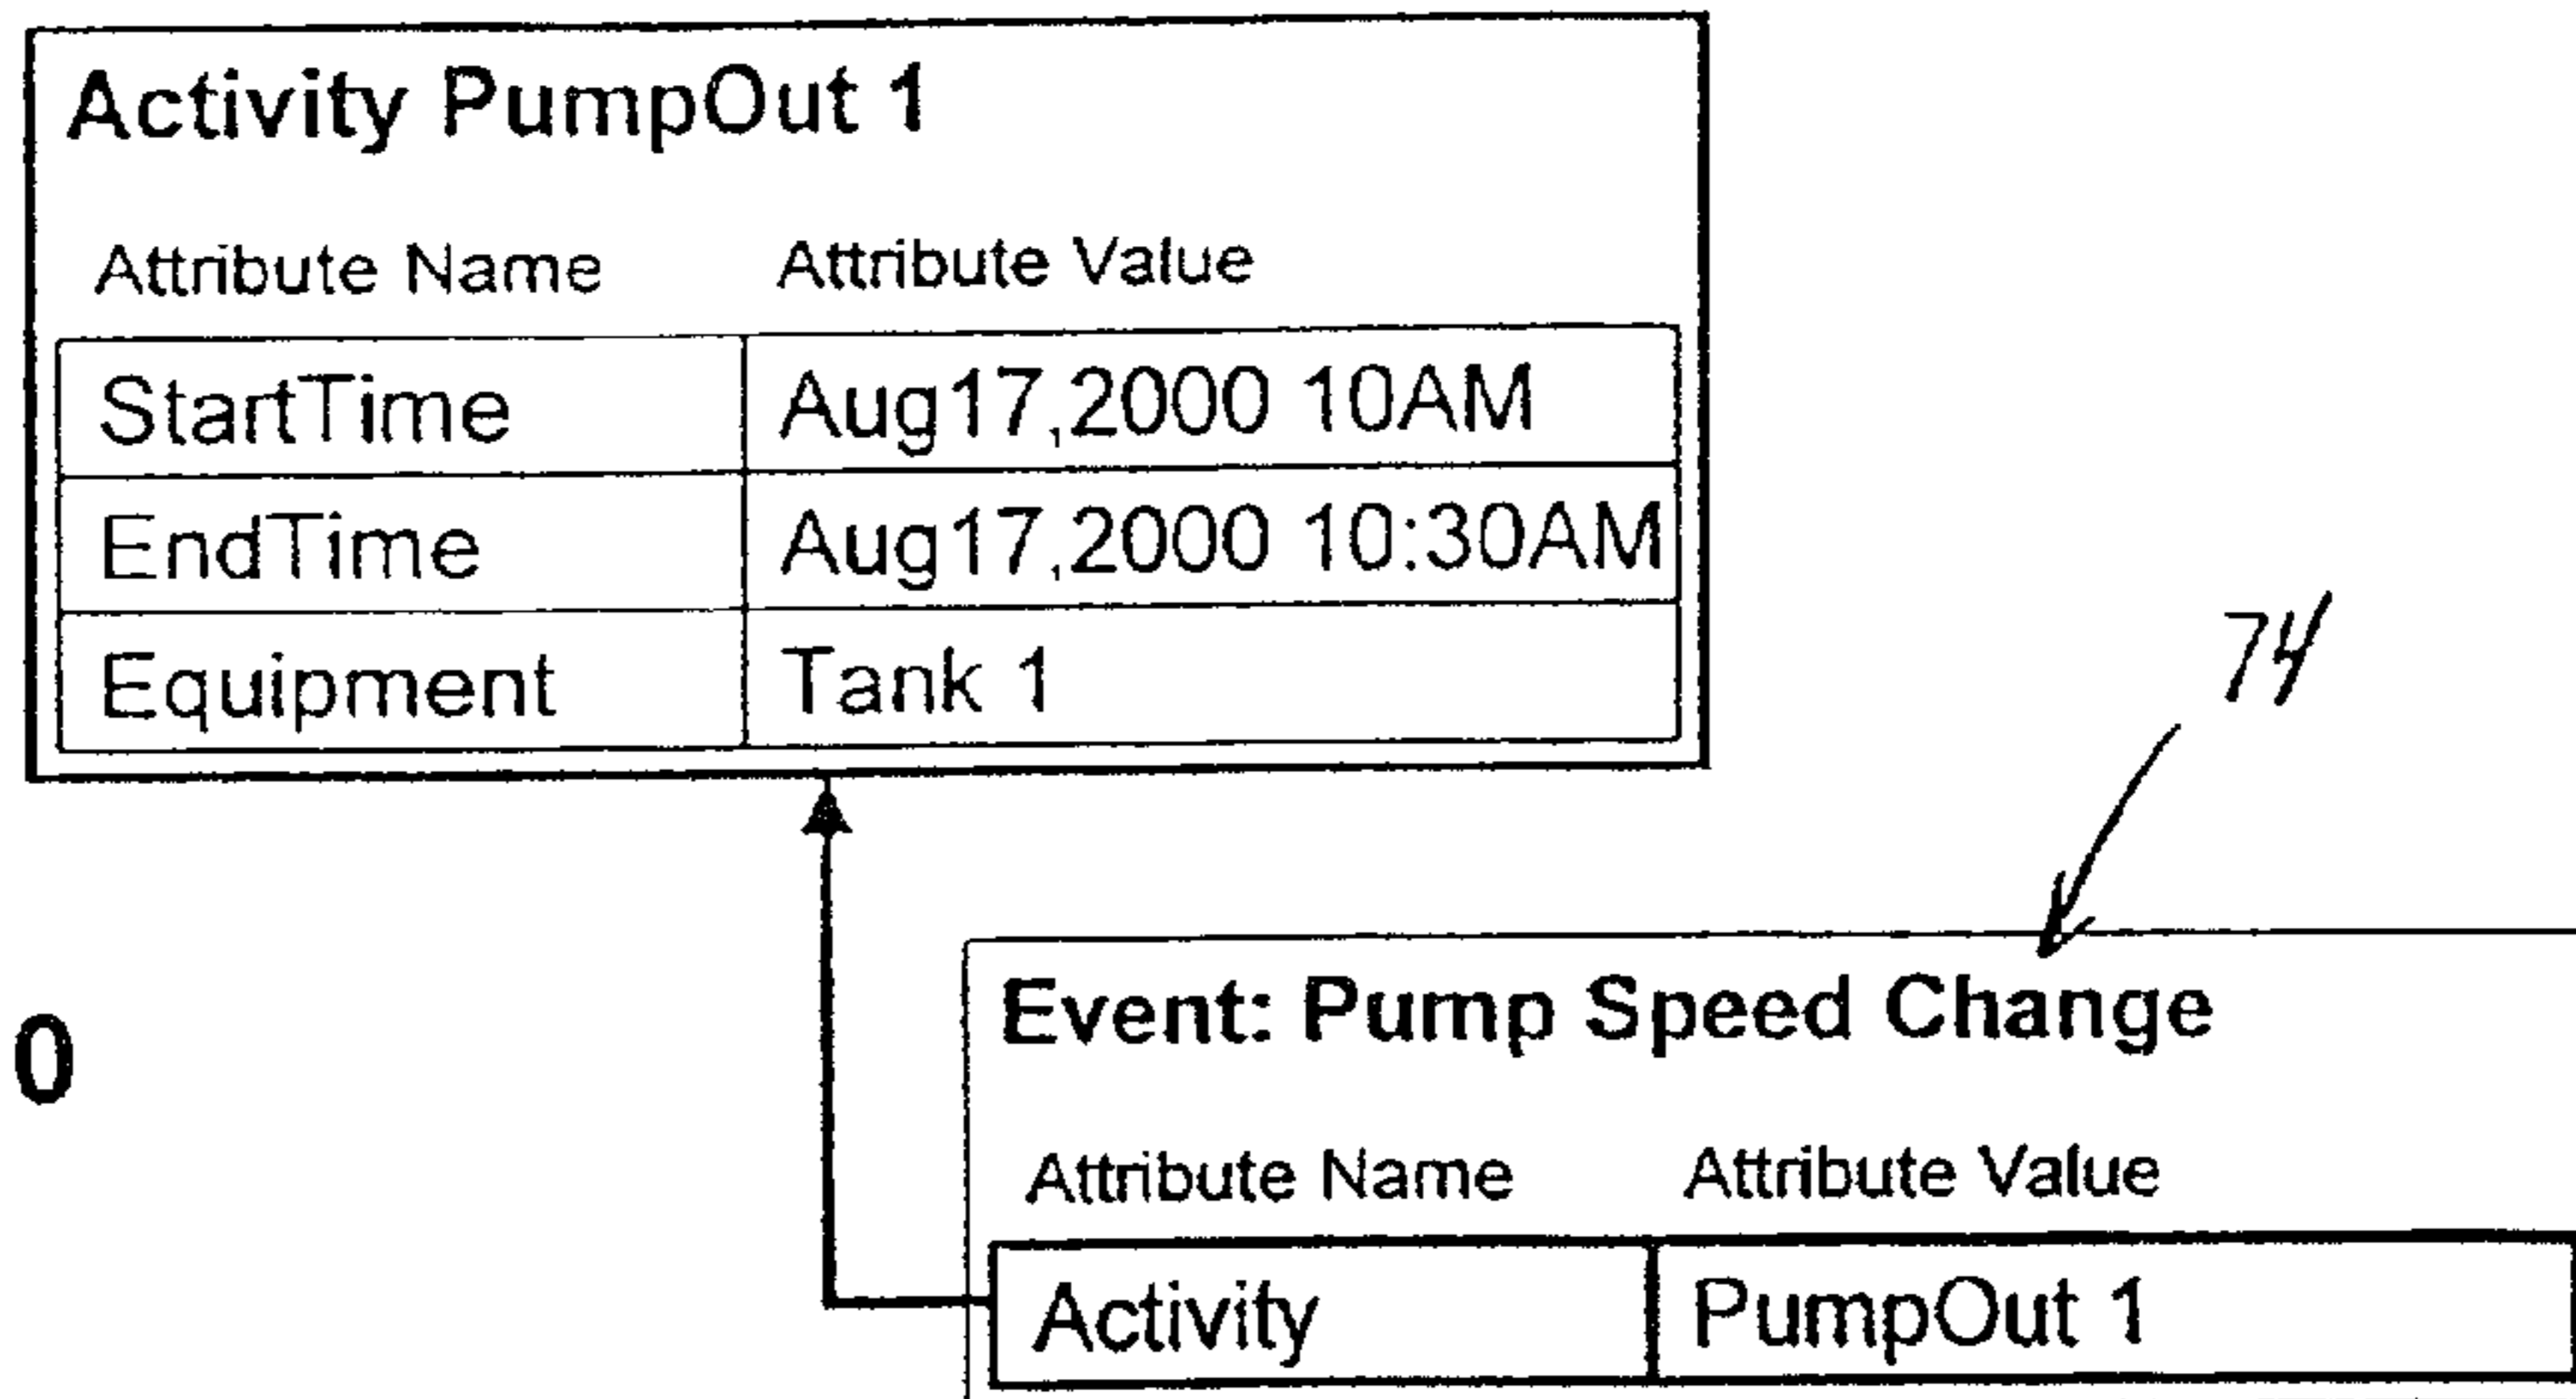 Activity PumpOut 1
Attribute Name Attribute Value
StartTime Aug17,2000 10AM
EndTime Aug17,2000 10:30AM
Equipment Tank 1
74
0
Event: Pump Speed Change
Attribute Name Attribute Value
Activity PumpOut 1